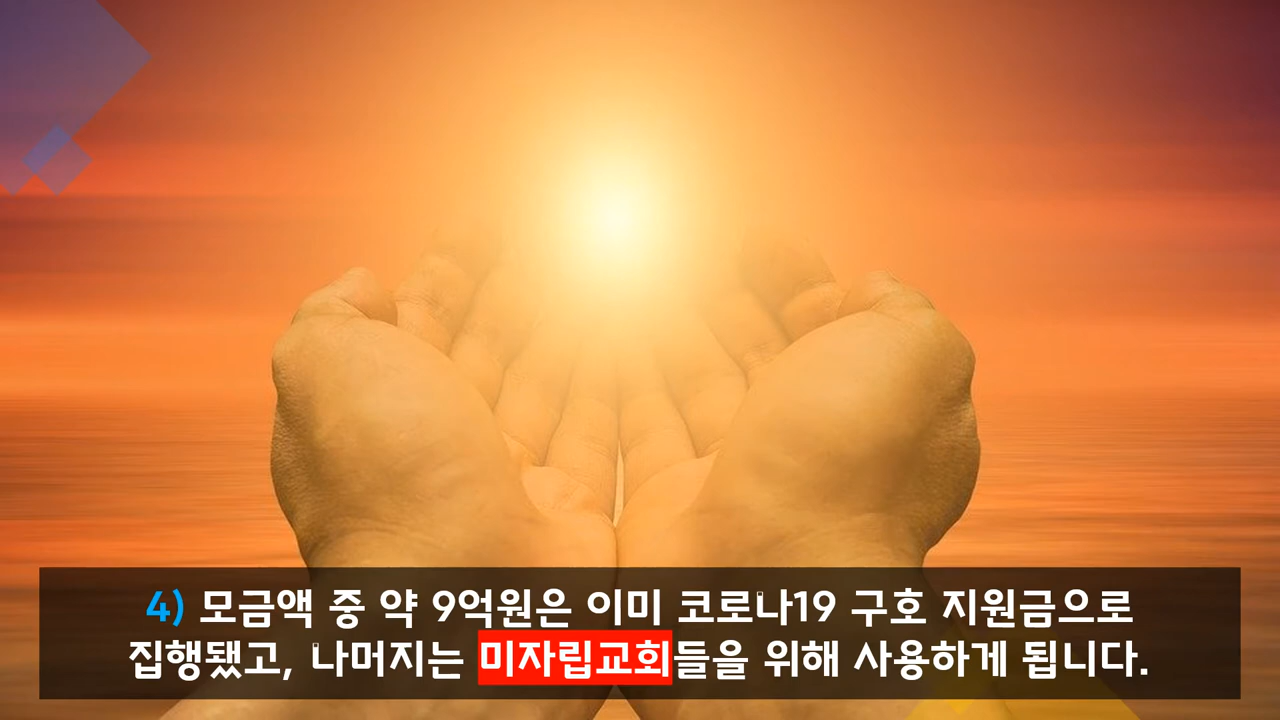 4) 모금액 중 약 9억원은 이미 코로나19 구호 지원금으로
집행됐고, 나머지는 미자립교회들을 위해 사용하게 됩니다.